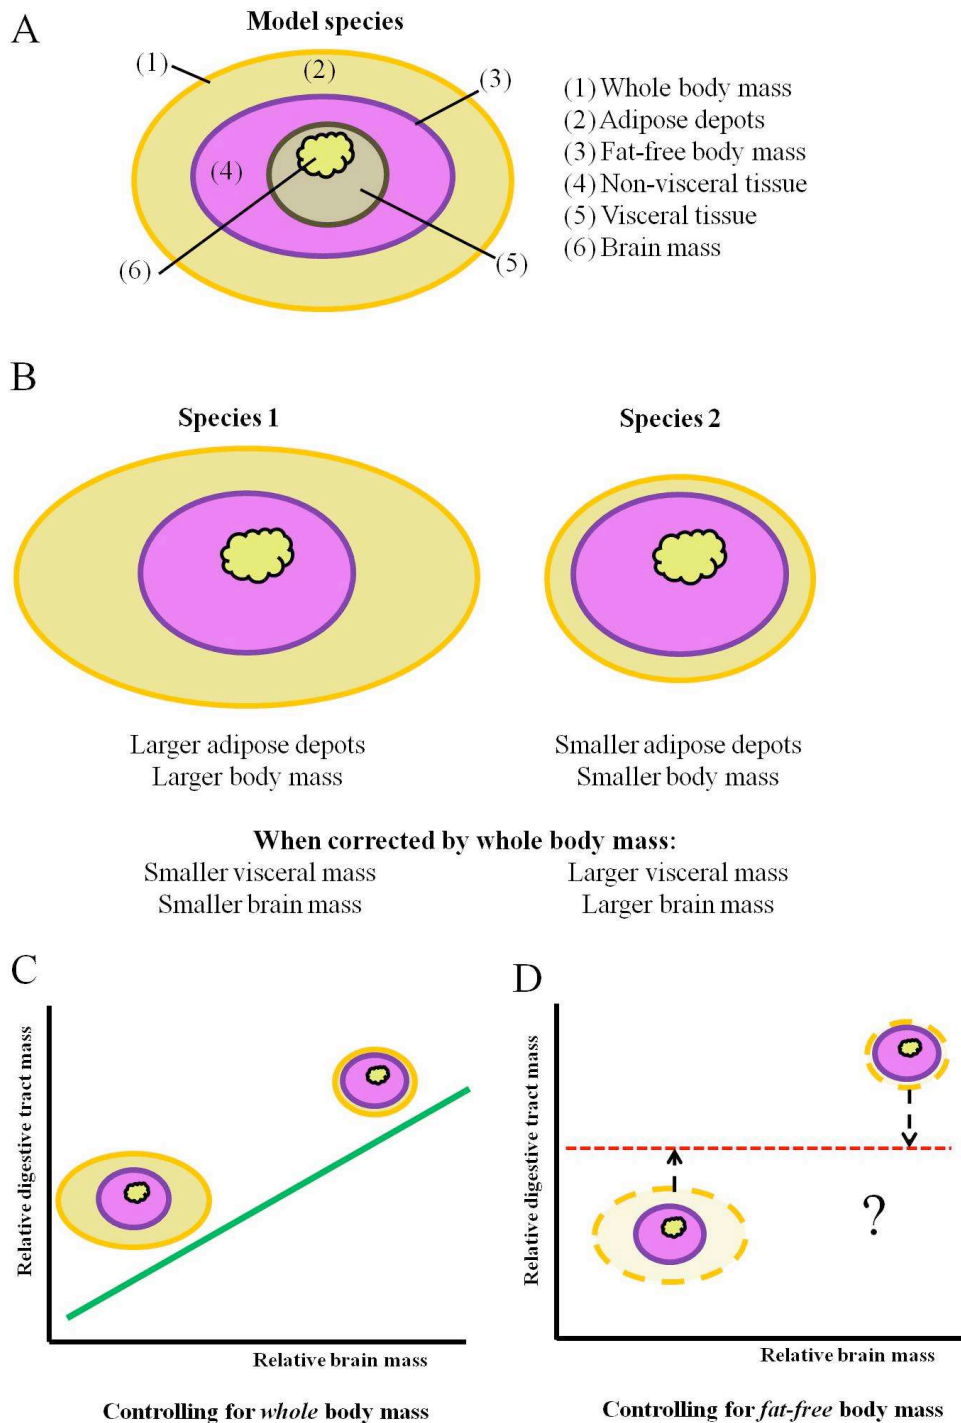 A
Model species
(1)
(2)
(3)
(4)
(5)
(6)
(1) Whole body mass
(2) Adipose depots
(3) Fat-free body mass
(4) Non-visceral tissue
(5) Visceral tissue
(6) Brain mass
B
Species 1
Species 2
Larger adipose depots
Larger body mass
Smaller adipose depots
Smaller body mass
When corrected by whole body mass:
Smaller visceral mass
Smaller brain mass
Larger visceral mass
Larger brain mass
C
Relative digestive tract mass
Relative brain mass
Controlling for whole body mass
D
Relative digestive tract mass
?
Relative brain mass
Controlling for fat-free body mass